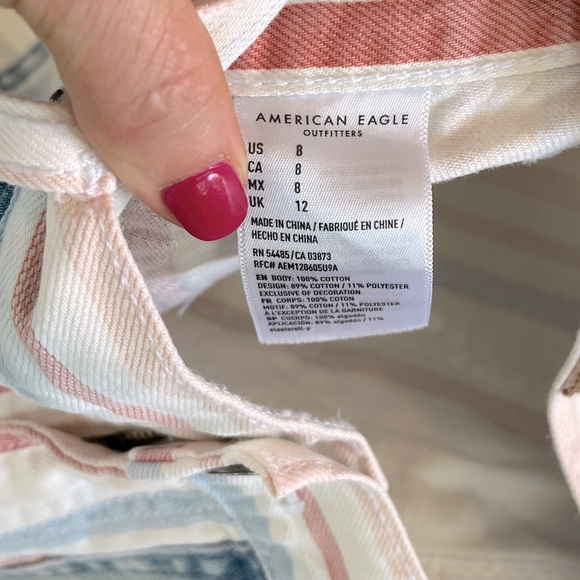 AMERICAN EAGLE
OUTFITTERS
US 8
CA 8
MX 8
UK 12
MADE IN CHINA / FABRIQUÉ EN CHINE /
HECHO EN CHINA
RN 54485/CA 03873
RFC# AEM120605U9A
EN BODY: 100% COTTON
DESIGN: 89% COTTON / 11% POLYESTER
EXCLUSIVE OF DECORATION
FR CORPS: 100% COTON
MOTIF: 89% COTON / 11% POLYESTER
A L'EXCEPTION DE LA GARNITURE
SP CUERPO: 100% algodón
APLICACIÓN: 89% algodón / 11%
elasterell-p